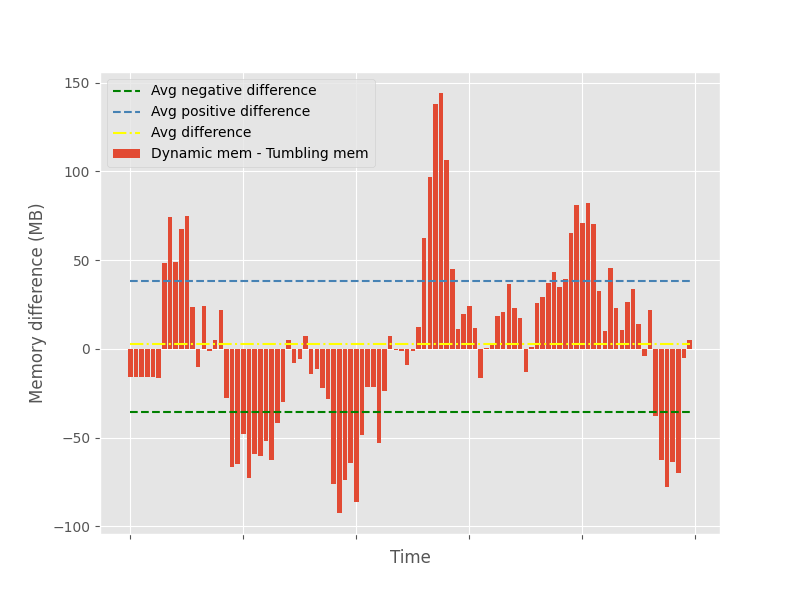 150
100
50
0
−50
−100
Memory difference (MB)
Avg negative difference
Avg positive difference
Avg difference
Dynamic mem - Tumbling mem
Time